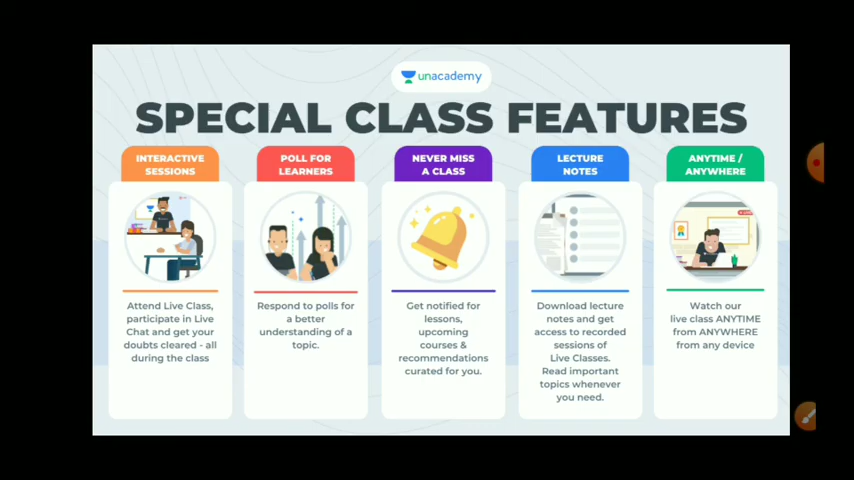 unacademy
SPECIAL CLASS FEATURES
INTERACTIVE
SESSIONS
Attend Live Class,
participate in Live
Chat and get your
doubts cleared - all
during the class
POLL FOR
LEARNERS
Respond to polls for
a better
understanding of a
topic.
NEVER MISS
A CLASS
Get notified for
lessons,
upcoming
courses &
recommendations
curated for you.
LECTURE
NOTES
Download lecture
notes and get
access to recorded
sessions of
Live Classes.
Read important
topics whenever
you need.
ANYTIME /
ANYWHERE
Watch our
live class ANYTIME
from ANYWHERE
from any device